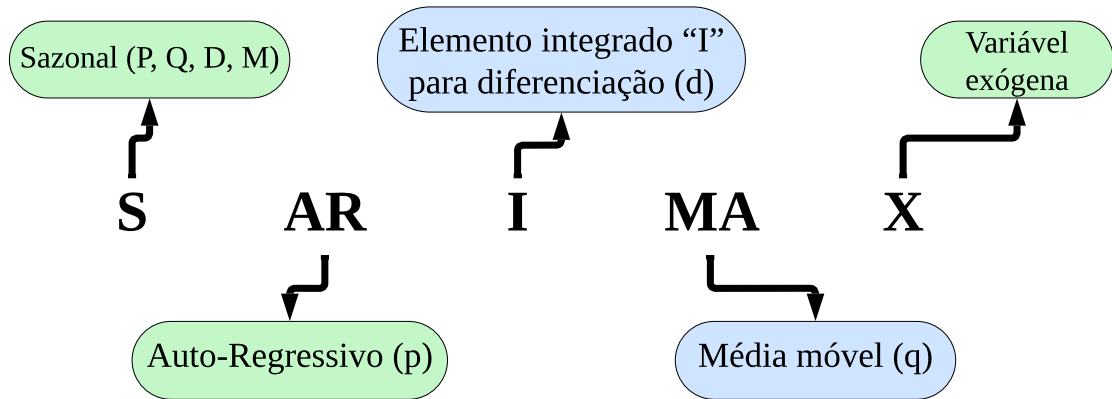 Sazonal (P, Q, D, M)
Elemento integrado “I”
para diferenciação (d)
Variável
exógena
S AR I MA X
Auto-Regressivo (p)
Média móvel (q)